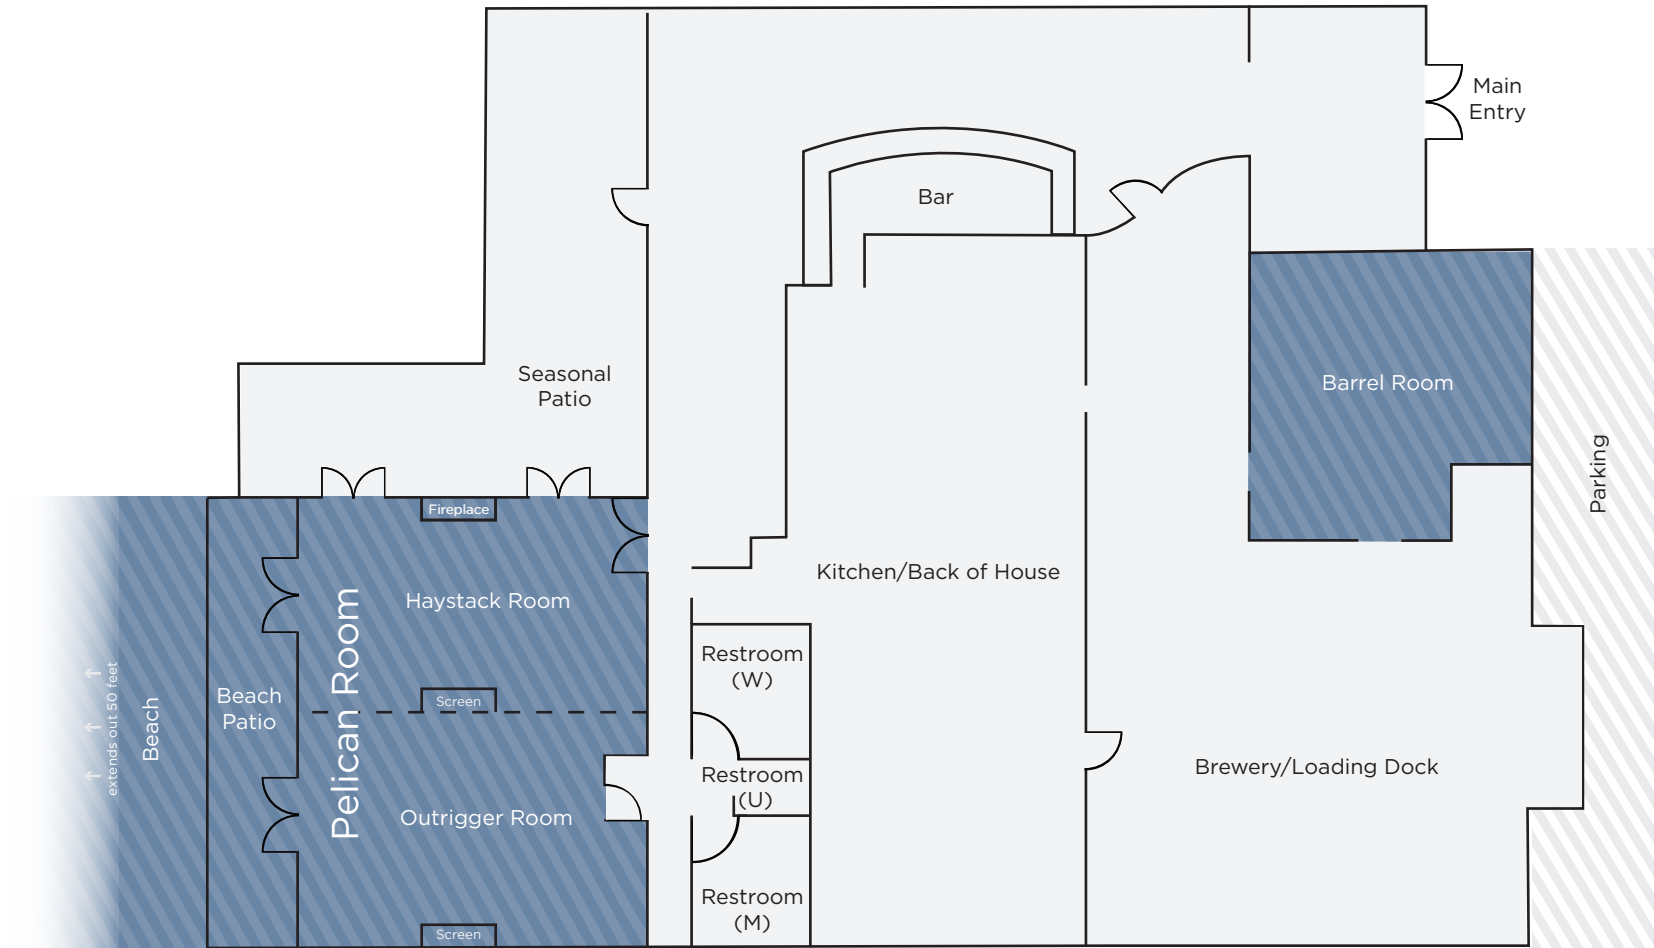 Main
Entry
Bar
Seasonal
Patio
Barrel Room
Parking
Fireplace
Kitchen/Back of House
Haystack Room
Pelican Room
Restroom
(W)
Screen
Beach
Patio
Beach
extends out 50 feet
Restroom
(U)
Brewery/Loading Dock
Outrigger Room
Restroom
(M)
Screen